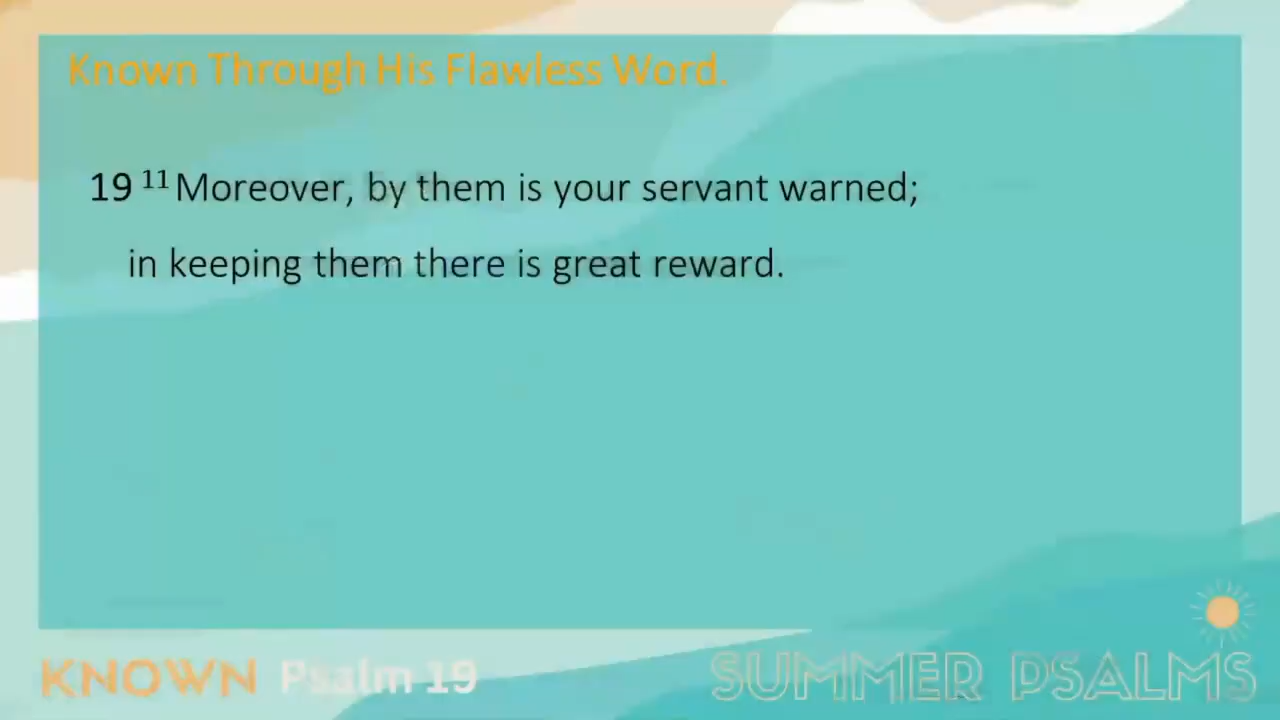 Known Through His Flawless Word.
19 11 Moreover, by them is your servant warned;
in keeping them there is great reward.
KNOWN Psalm 19
SUMMER PSALMS